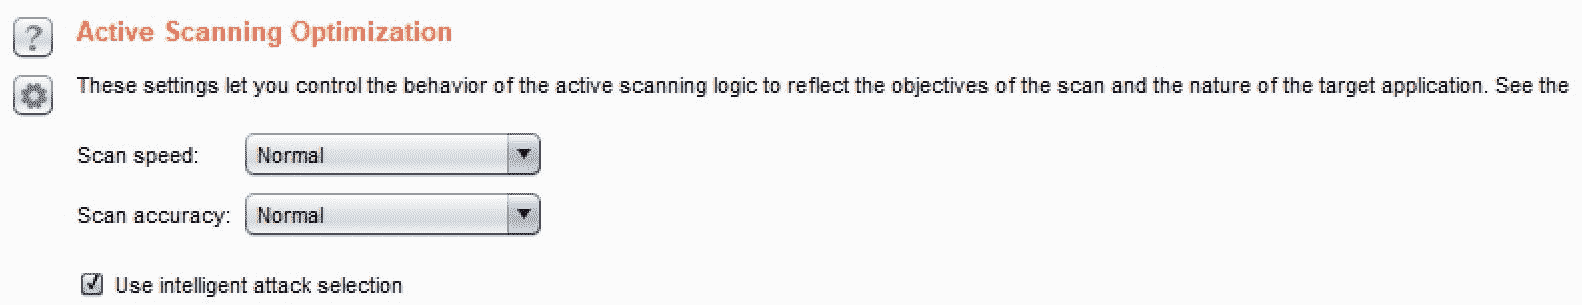 Active Scanning Optimization
These settings let you control the behavior of the active scanning logic to reflect the objectives of the scan and the nature of the target application. See the
Scan speed: Normal
Scan accuracy: Normal
Use intelligent attack selection